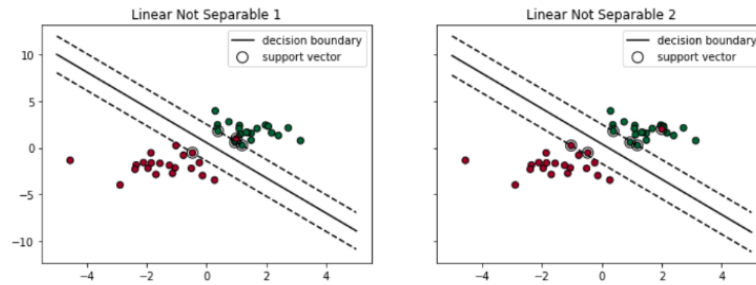 Linear Not Separable 1
decision boundary
support vector
10
5
0
−5
−10
−4
−2
0
2
4
Linear Not Separable 2
decision boundary
support vector
−4
−2
0
2
4